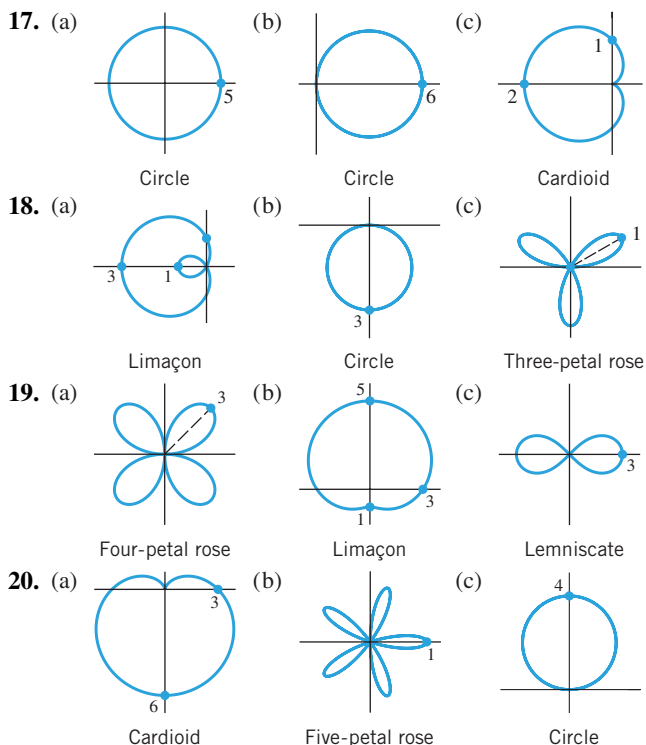 17. (a) (b) (c)
5
6
1
2
Circle Circle Cardioid
18. (a) (b) (c)
3 1
3
1
Limaçon Circle Three-petal rose
19. (a) (b) (c)
3
5
3
1
3
Four-petal rose Limaçon Lemniscate
20. (a) (b) (c)
3
6
1
4
Cardioid Five-petal rose Circle